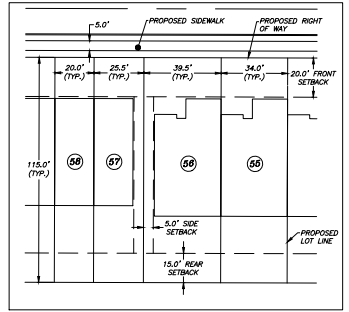 5.0'
PROPOSED SIDEWALK
PROPOSED RIGHT
OF WAY
20.0'
(TYP.)
25.5'
(TYP.)
39.5'
(TYP.)
34.0'
(TYP.)
20.0' FRONT
SETBACK
115.0'
(TYP.)
58
57
56
55
5.0' SIDE
SETBACK
PROPOSED
LOT LINE
15.0' REAR
SETBACK